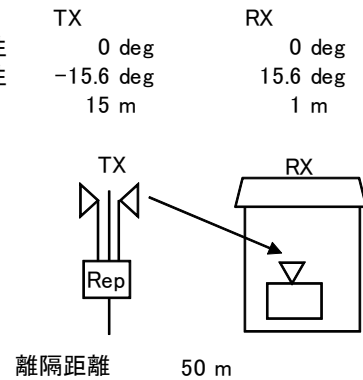 TX RX
0 deg 0 deg
-15.6 deg 15.6 deg
15 m 1 m
TX RX
Rep
離隔距離 50 m